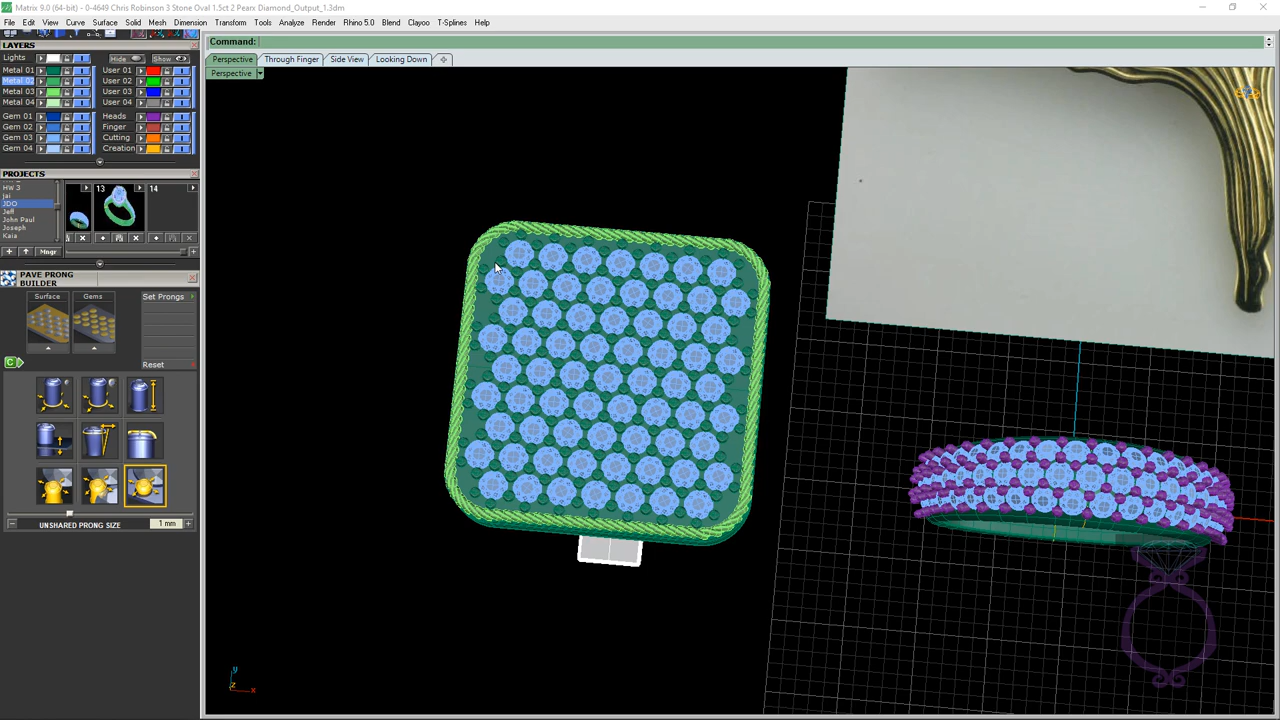 Matrix 9.0 (64-bit) - 0-4649 Chris Robinson 3 Stone Oval 1.5ct 2 Pearx Diamond_Output_1.3dm
File Edit View Curve Surface Solid Mesh Dimension Transform Tools Analyze Render Rhino 5.0 Blend Clayoo T-Splines Help
Command:
LAYERS
Perspective Through Finger Side View Looking Down
Lights Hide Show
Perspective
Metal 01 User 01
Metal 02 User 02
Metal 03 User 03
Metal 04 User 04
Gem 01 Heads
Gem 02 Finger
Gem 03 Cutting
Gem 04 Creation
PROJECTS
HW 3
jai
JDO
Jeff
John Paul
Joseph
Kaia
13 14
Mngr
PAVE PRONG
BUILDER
Surface Gems Set Prongs
Reset
C
UNSHARED PRONG SIZE 1 mm
y
z
x